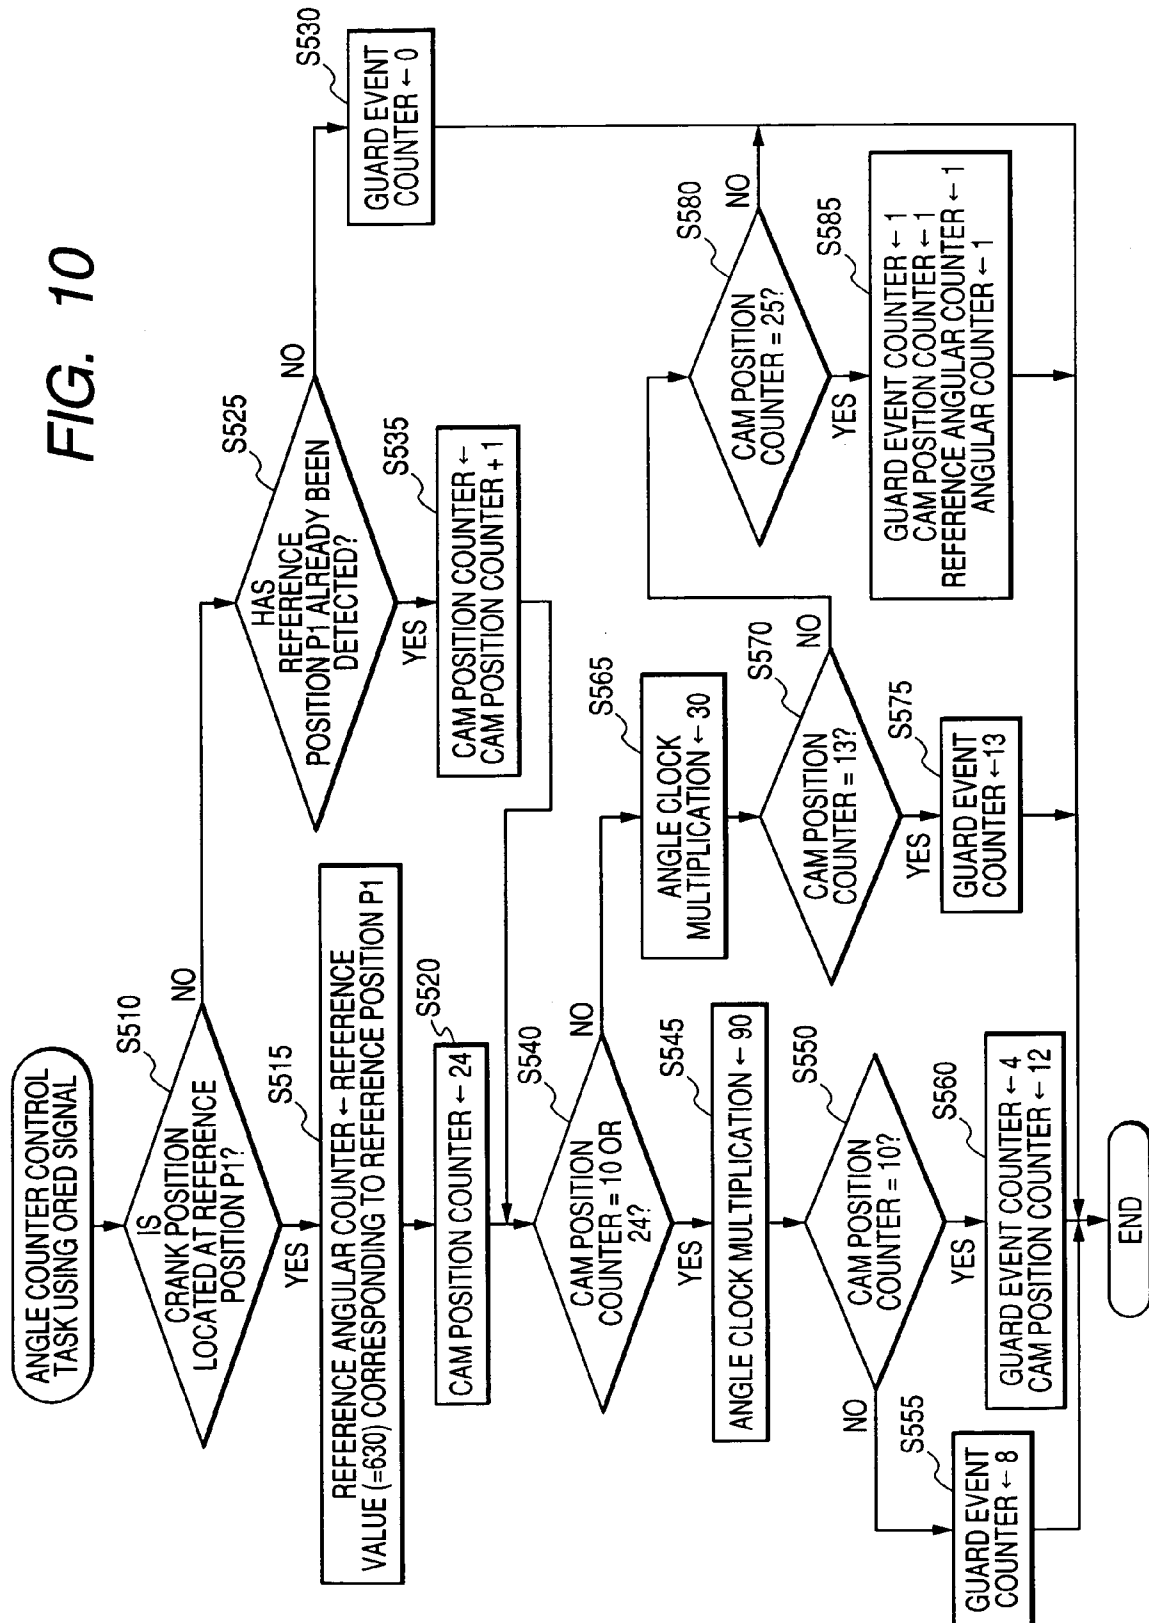 FIG. 10
ANGLE COUNTER CONTROL
TASK USING ORED SIGNAL
S510
IS
CRANK POSITION
LOCATED AT REFERENCE
POSITION P1?
NO
YES
S515
REFERENCE ANGULAR COUNTER ← REFERENCE
VALUE (=630) CORRESPONDING TO REFERENCE POSITION P1
S520
CAM POSITION COUNTER ← 24
S525
HAS
REFERENCE
POSITION P1 ALREADY BEEN
DETECTED?
NO
YES
S530
GUARD EVENT
COUNTER ← 0
S535
CAM POSITION COUNTER ←
CAM POSITION COUNTER + 1
S540
CAM POSITION
COUNTER = 10 OR
24?
NO
YES
S545
ANGLE CLOCK MULTIPLICATION ← 90
S550
CAM POSITION
COUNTER = 10?
NO
YES
S555
GUARD EVENT
COUNTER ← 8
S560
GUARD EVENT COUNTER ← 4
CAM POSITION COUNTER ← 12
S565
ANGLE CLOCK
MULTIPLICATION ← 30
S570
CAM POSITION
COUNTER = 13?
NO
YES
S575
GUARD EVENT
COUNTER ←13
S580
CAM POSITION
COUNTER = 25?
NO
YES
S585
GUARD EVENT COUNTER ← 1
CAM POSITION COUNTER ← 1
REFERENCE ANGULAR COUNTER ← 1
ANGULAR COUNTER ← 1
END